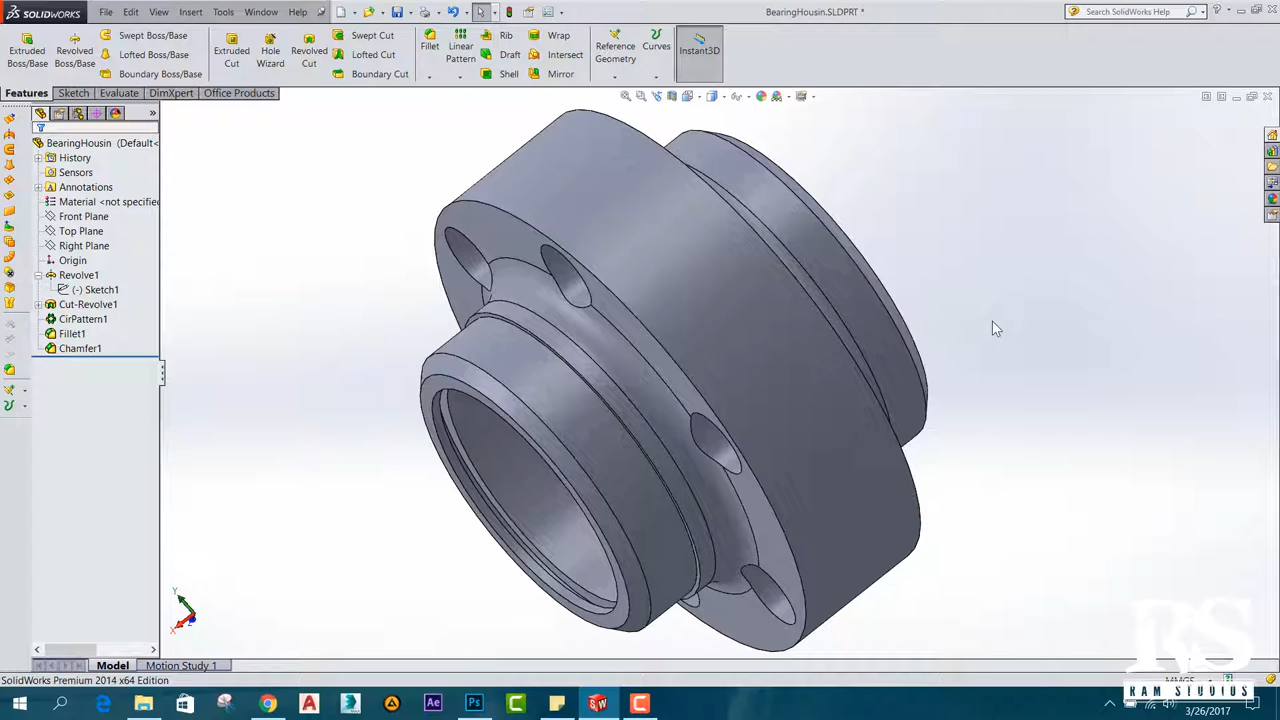 SOLIDWORKS File Edit View Insert Tools Window Help BearingHousin.SLDPRT * Search SolidWorks Help
Extruded Boss/Base
Revolved Boss/Base
Swept Boss/Base
Lofted Boss/Base
Boundary Boss/Base
Extruded Cut
Hole Wizard
Revolved Cut
Swept Cut
Lofted Cut
Boundary Cut
Fillet
Linear Pattern
Rib
Draft
Shell
Wrap
Intersect
Mirror
Reference Geometry
Curves
Instant3D
Features Sketch Evaluate DimXpert Office Products
BearingHousin (Default<
History
Sensors
Annotations
Material <not specified
Front Plane
Top Plane
Right Plane
Origin
Revolve1
(-) Sketch1
Cut-Revolve1
CirPattern1
Fillet1
Chamfer1
Y
X
Z
Model Motion Study 1
SolidWorks Premium 2014 x64 Edition
RS
RAM STUDIOS
Ae Ps SW
3/26/2017